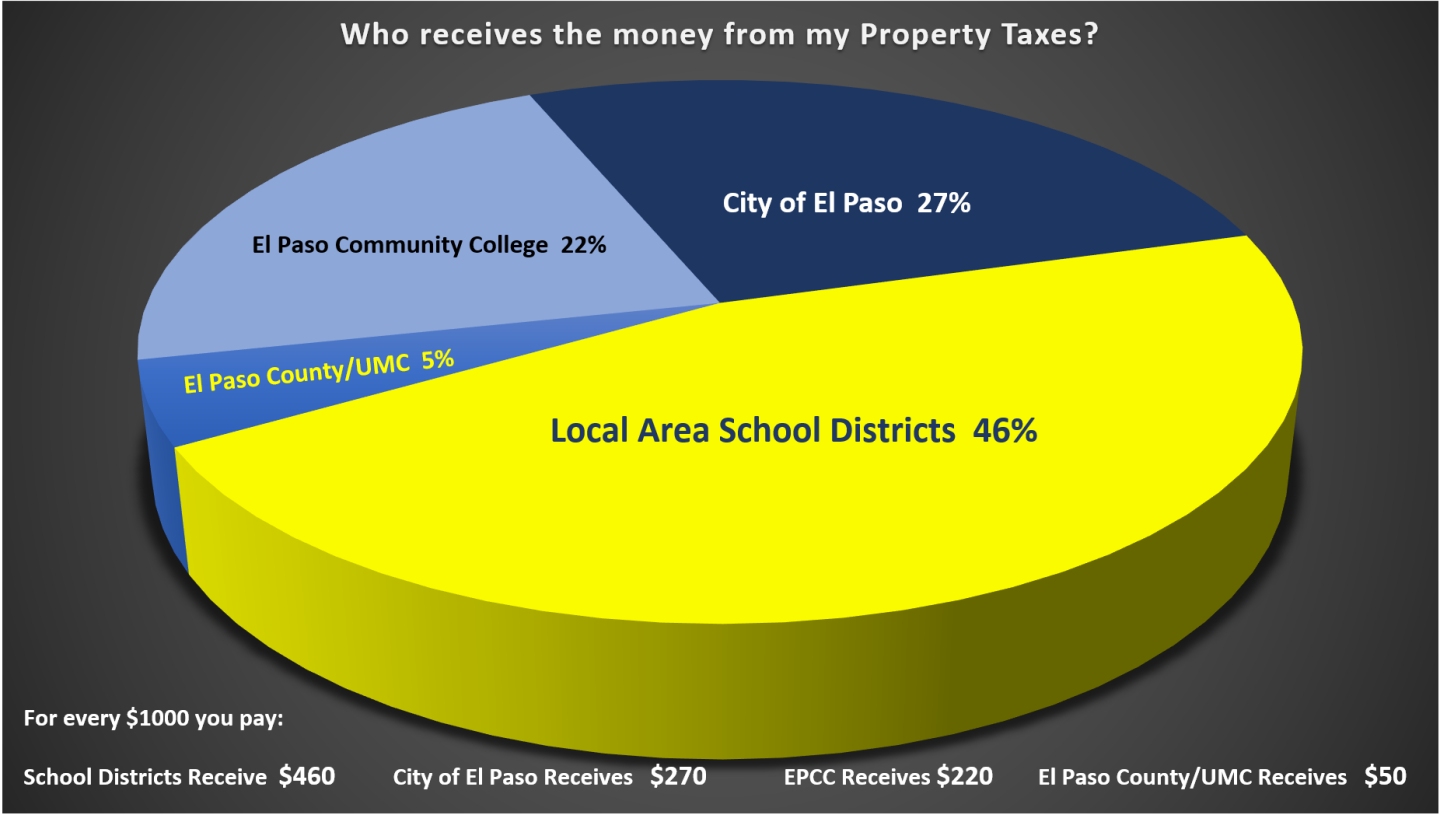 Who receives the money from my Property Taxes?
City of El Paso 27%
El Paso Community College 22%
El Paso County/UMC 5%
Local Area School Districts 46%
For every $1000 you pay:
School Districts Receive $460 City of El Paso Receives $270 EPCC Receives $220 El Paso County/UMC Receives $50